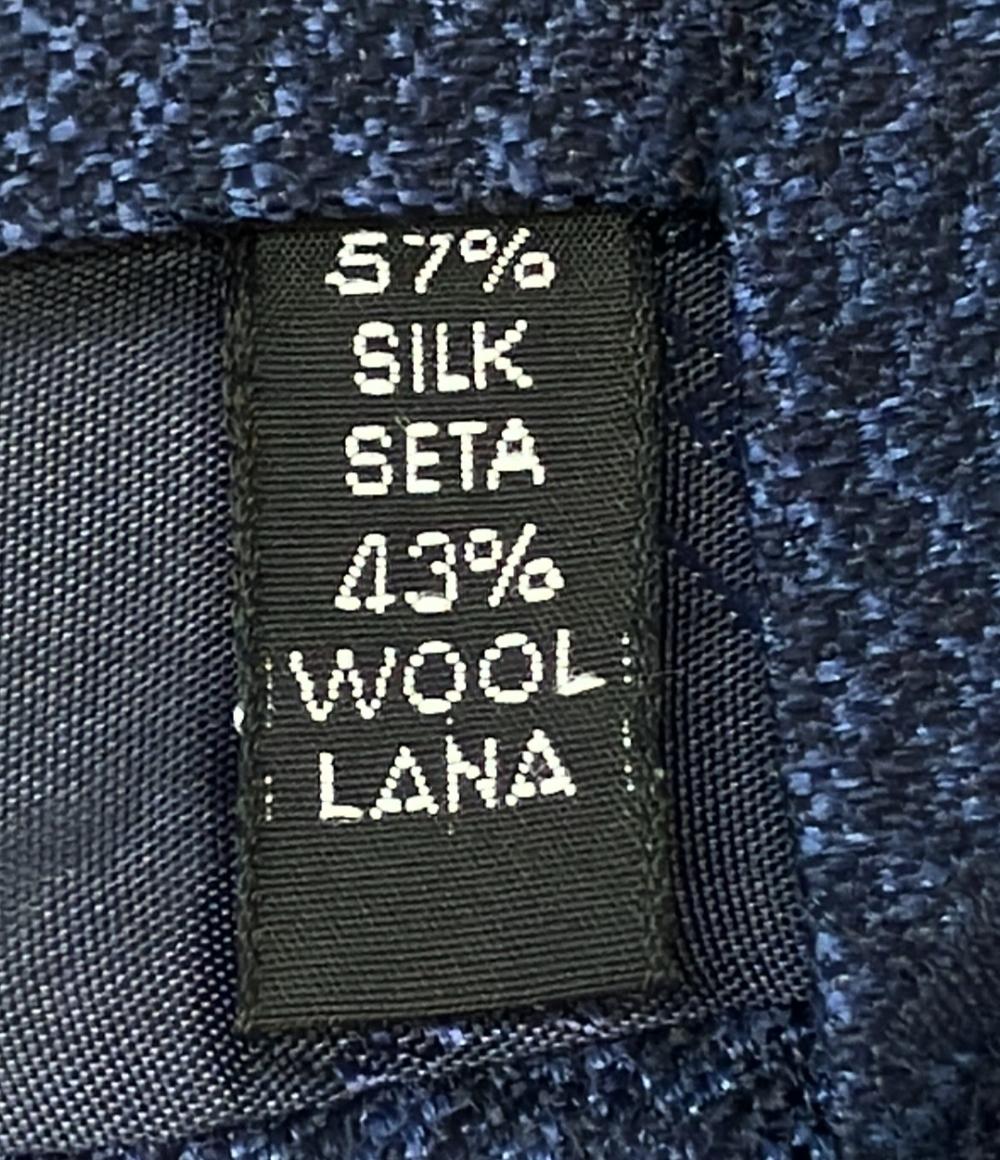 57%
SILK
SETA
43%
WOOL
LANA